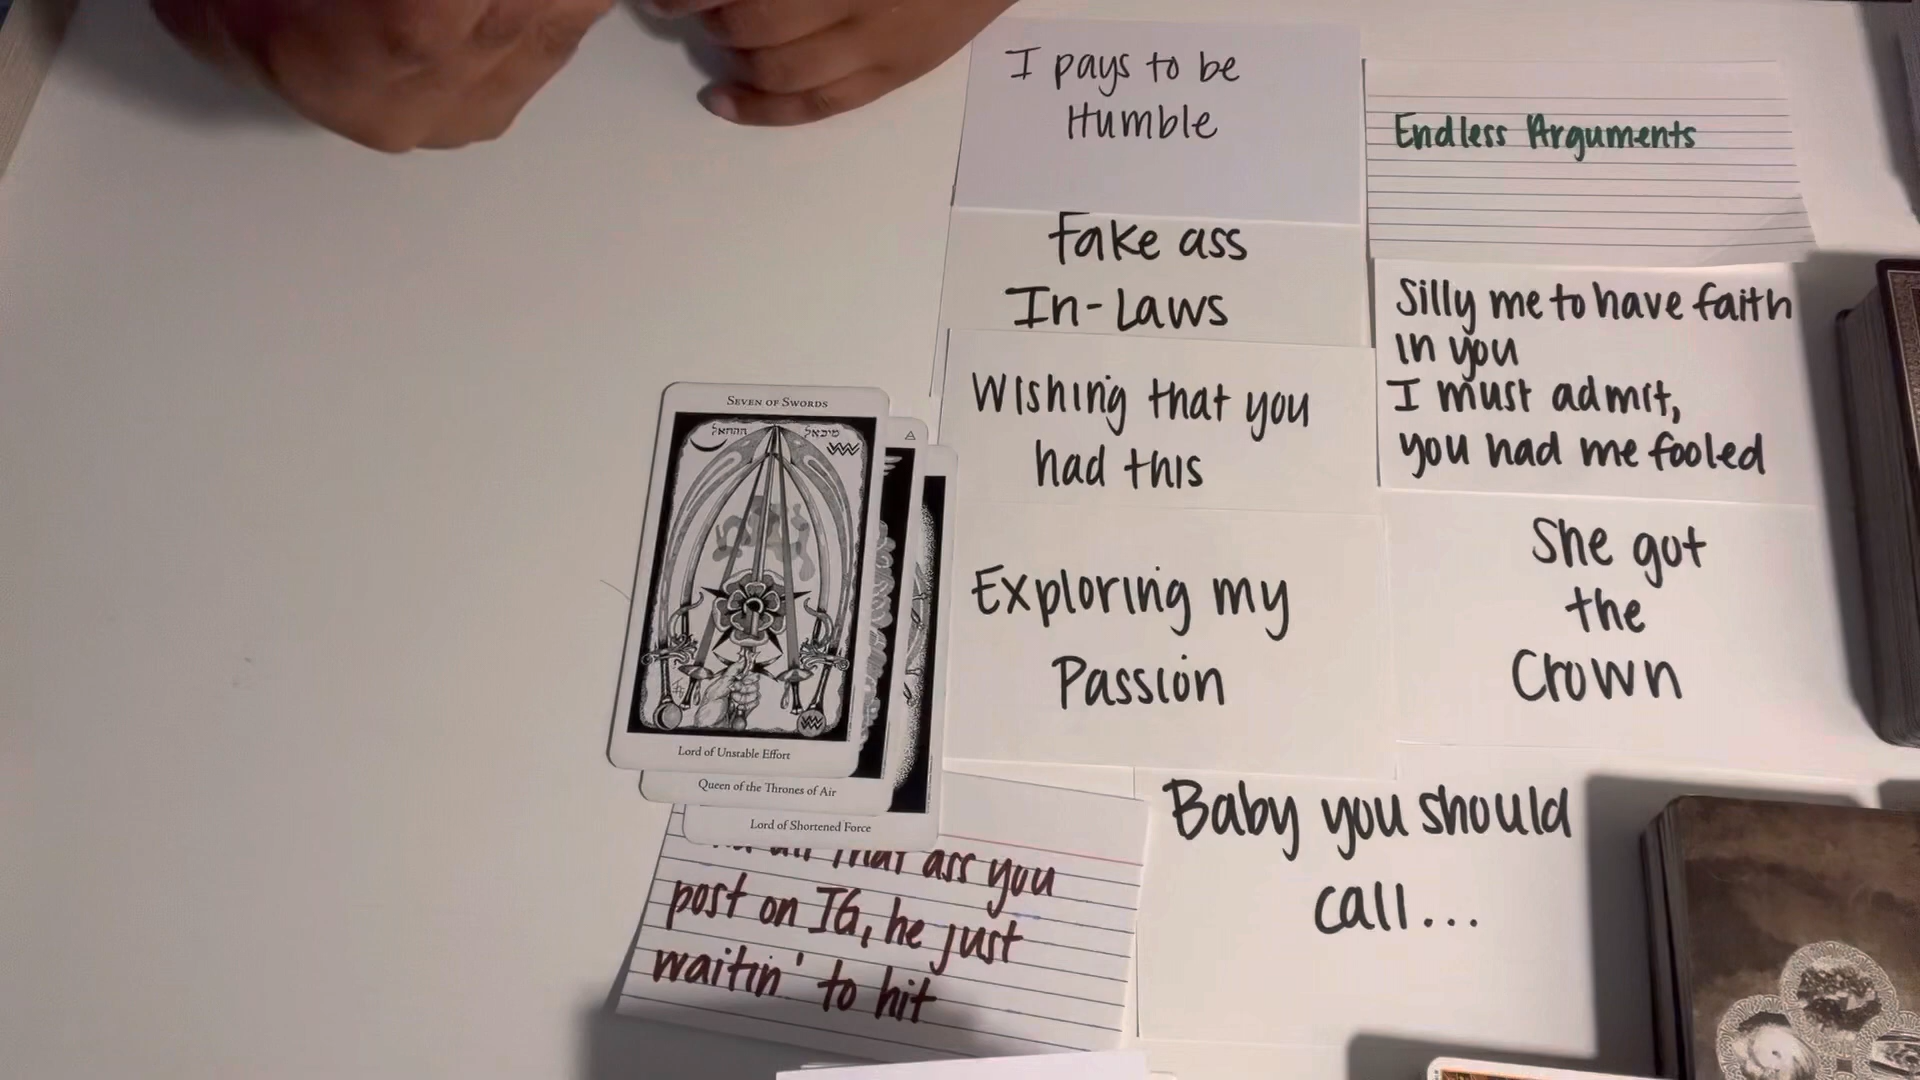 I pays to be
Humble
Endless Arguments
Fake ass
In-Laws
Silly me to have faith
in you
I must admit,
you had me fooled
Wishing that you
had this
Exploring my
Passion
She got
the
Crown
SEVEN OF SWORDS
ההחאל
מיכאל
Lord of Unstable Effort
Queen of the Thrones of Air
Lord of Shortened Force
all that ass you
post on IG, he just
waitin' to hit
Baby you should
call...